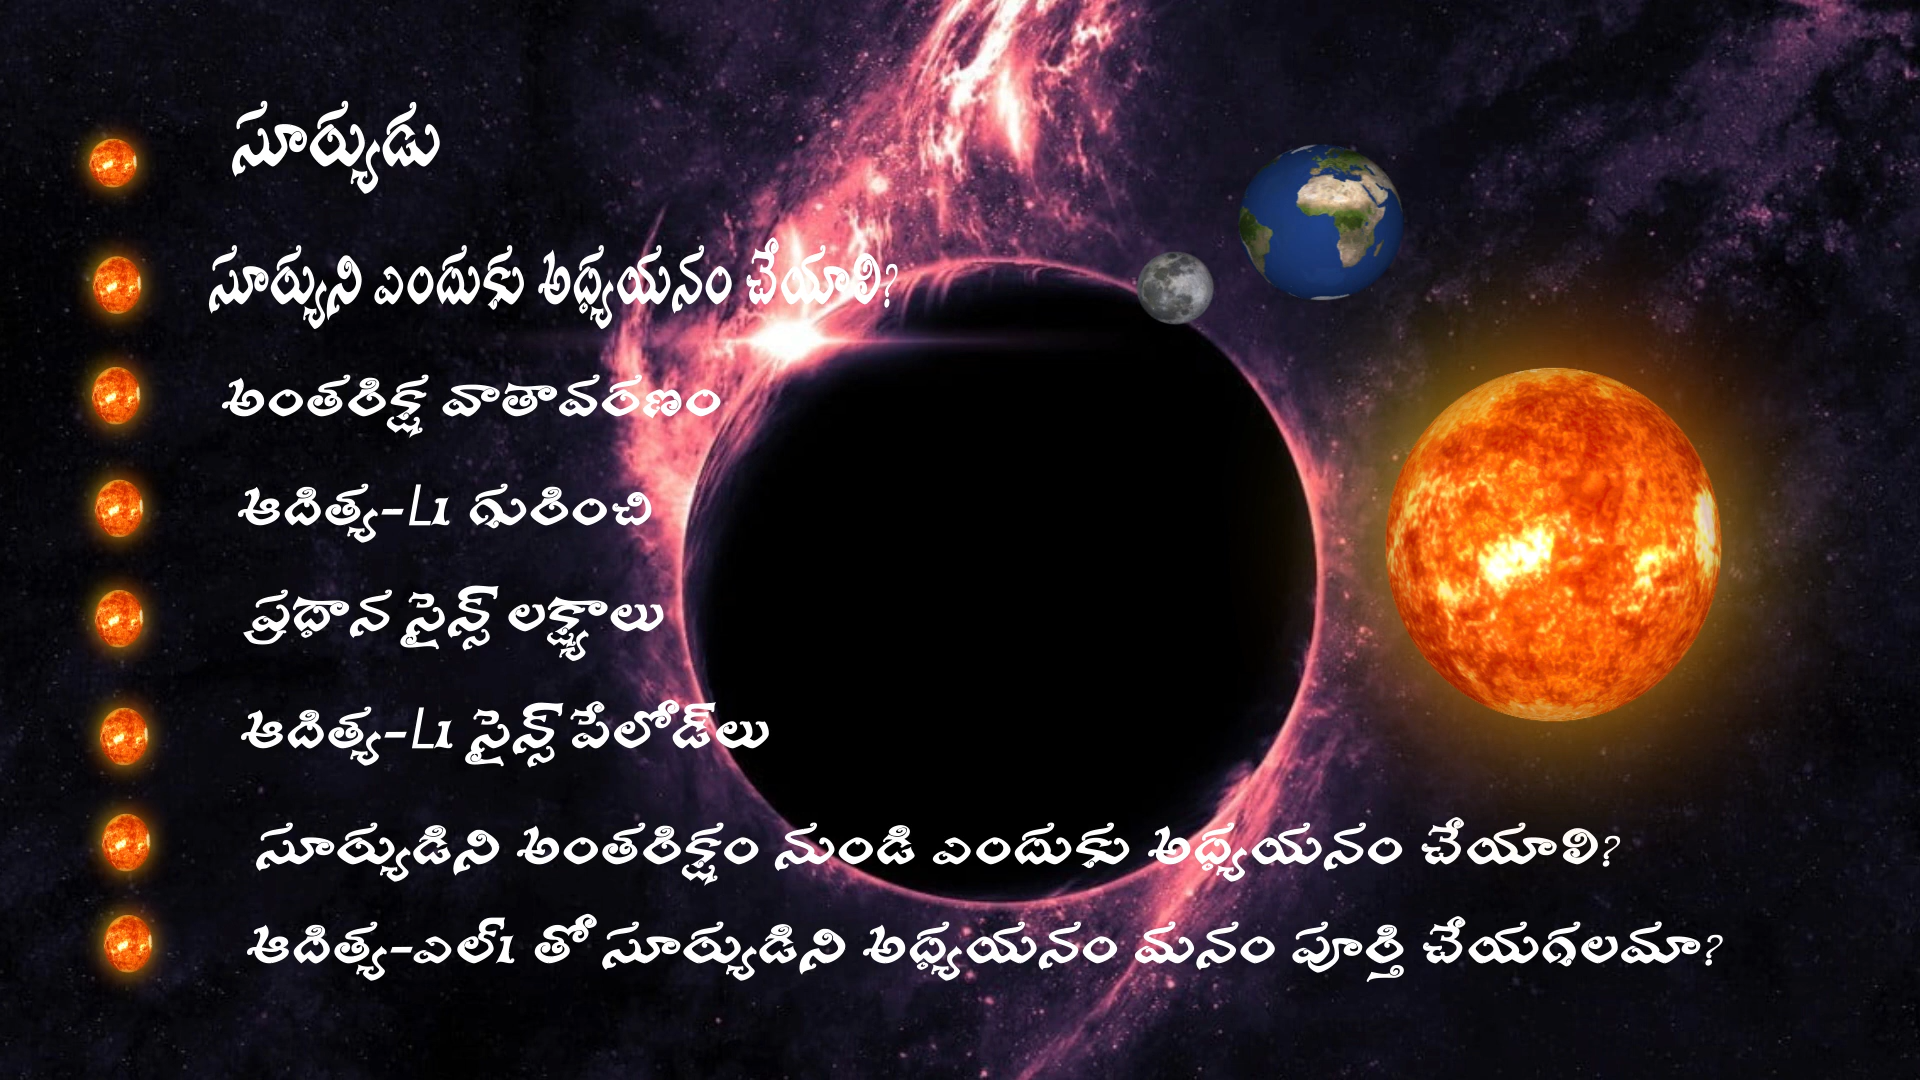 సూర్యుడు
సూర్యుని ఎందుకు అధ్యయనం చేయాలి?
అంతరిక్ష వాతావరణం
ఆదిత్య-L1 గురించి
ప్రధాన సైన్స్ లక్ష్యాలు
ఆదిత్య-L1 సైన్స్ పేలోడ్‌లు
సూర్యుడిని అంతరిక్షం నుండి ఎందుకు అధ్యయనం చేయాలి?
ఆదిత్య-ఎల్1 తో సూర్యుడిని అధ్యయనం మనం పూర్తి చేయగలమా?